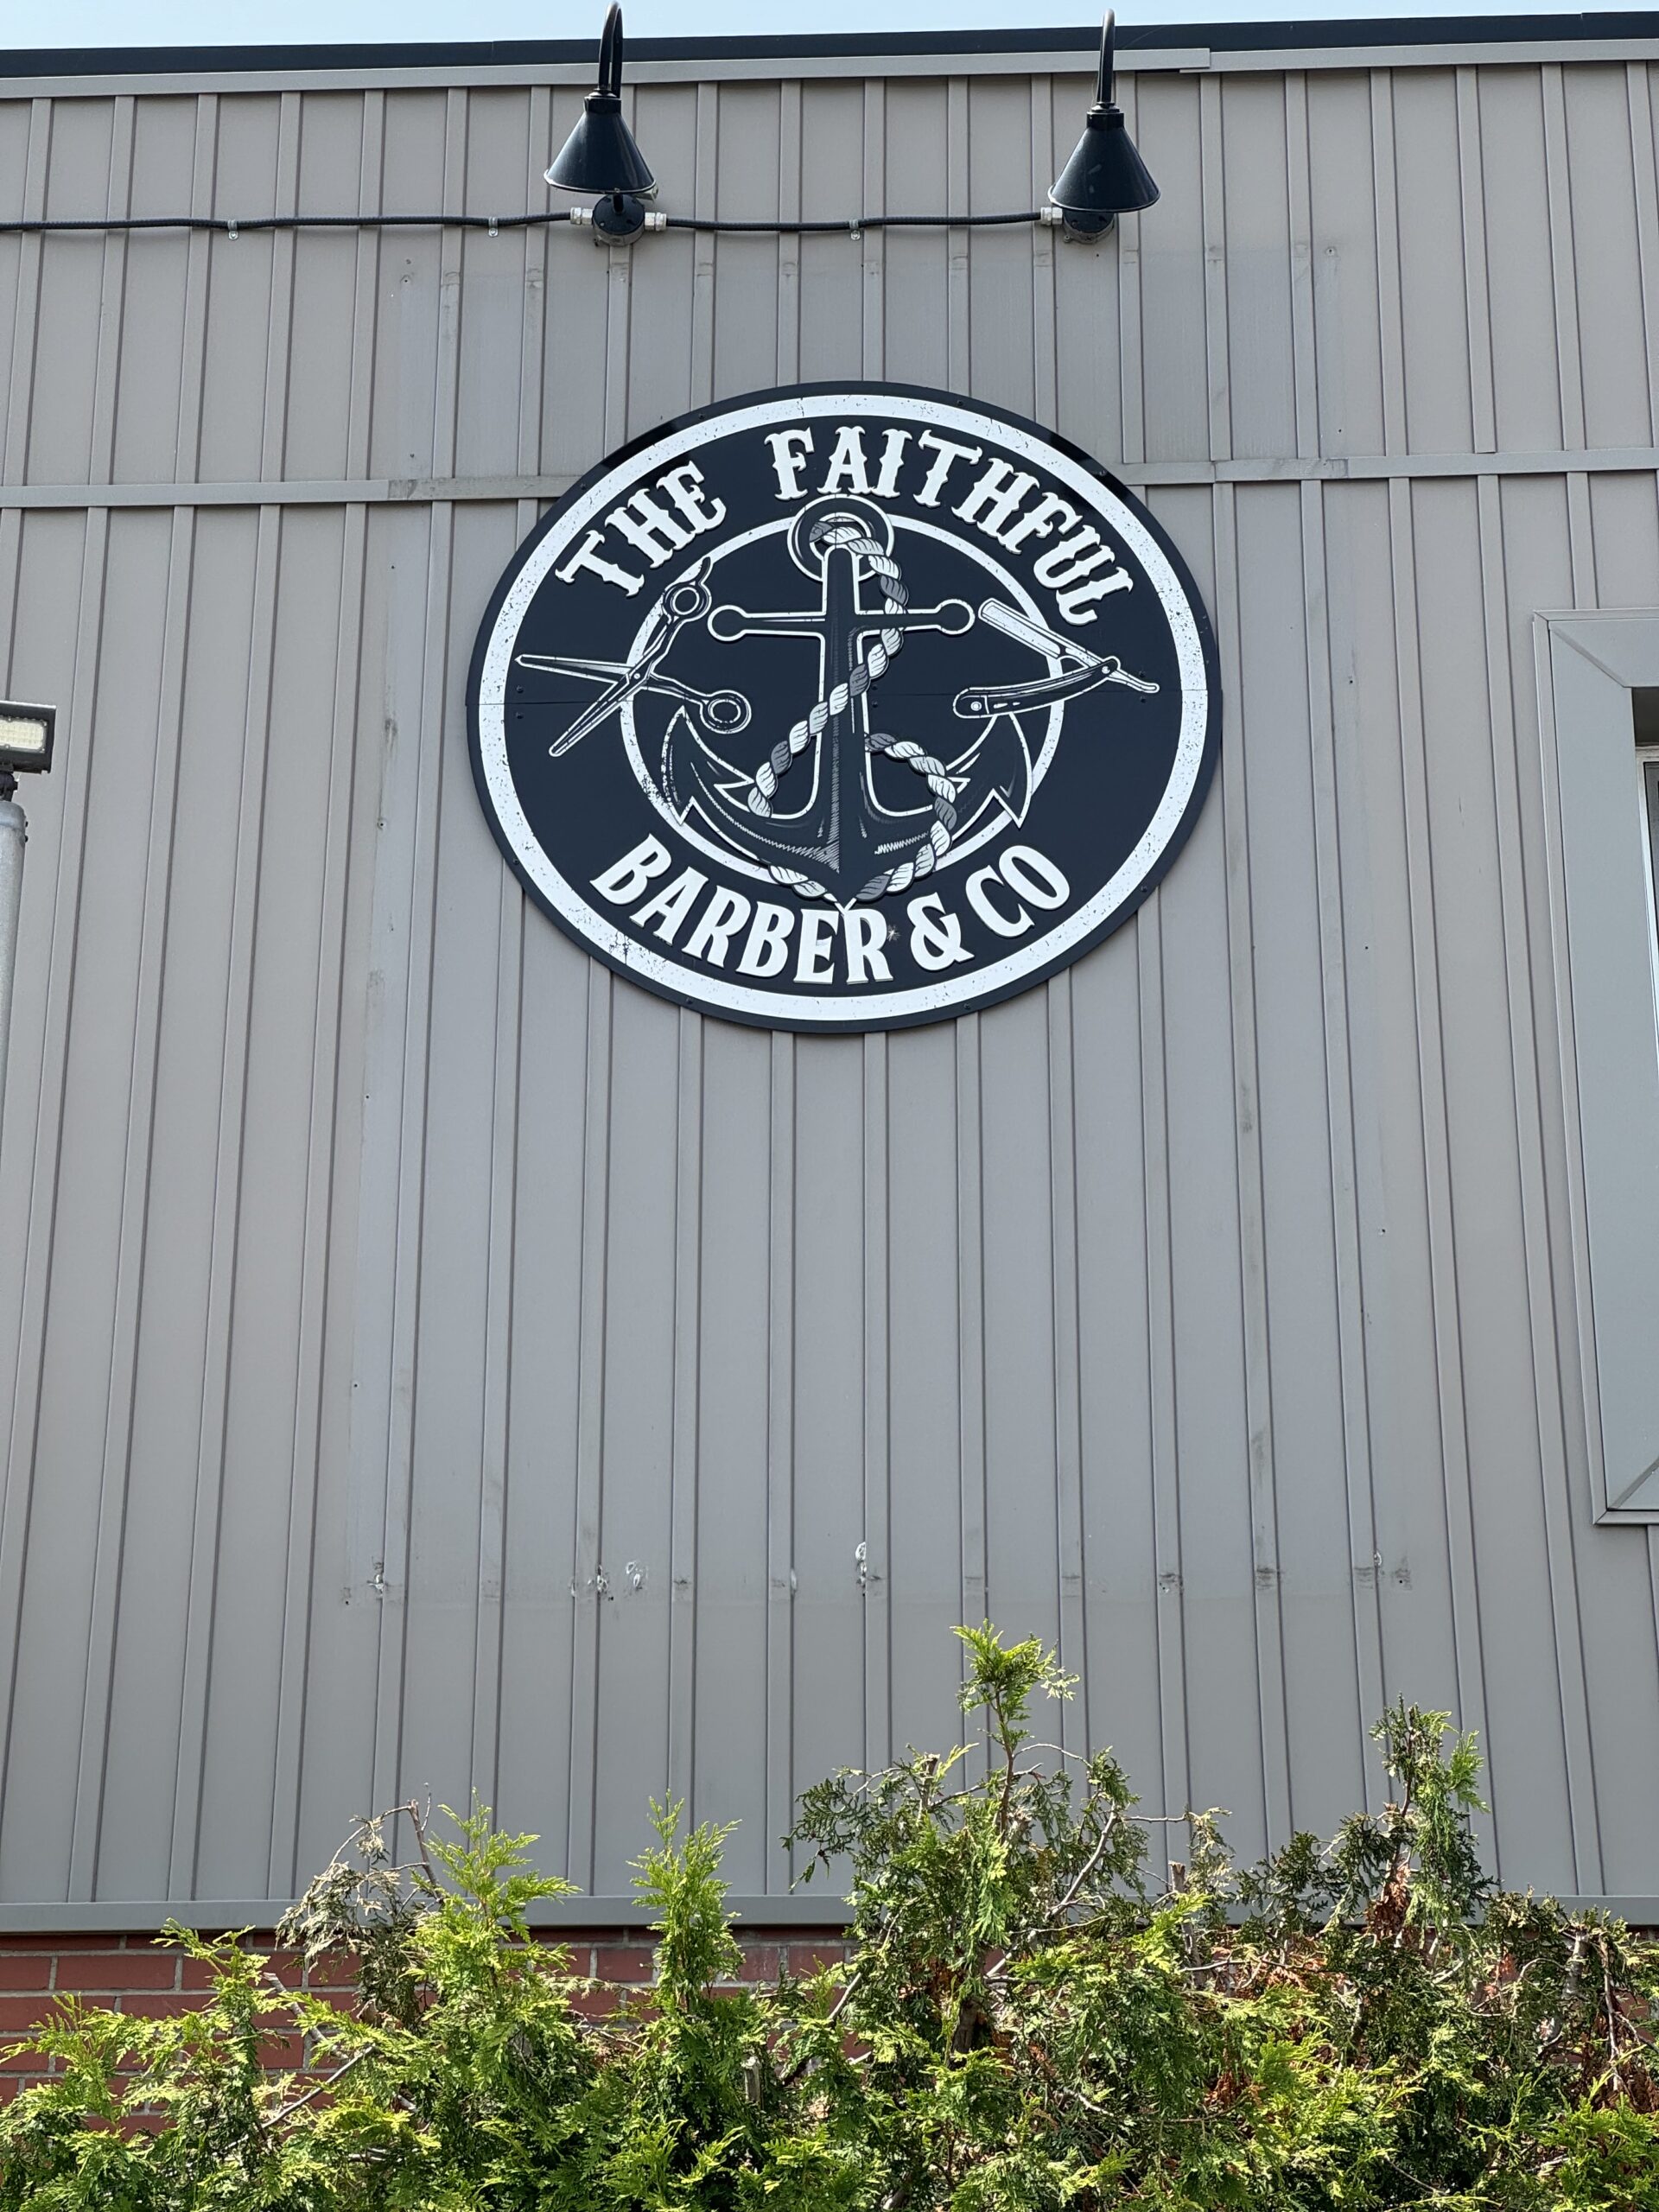 THE FAITHFUL
BARBER & CO